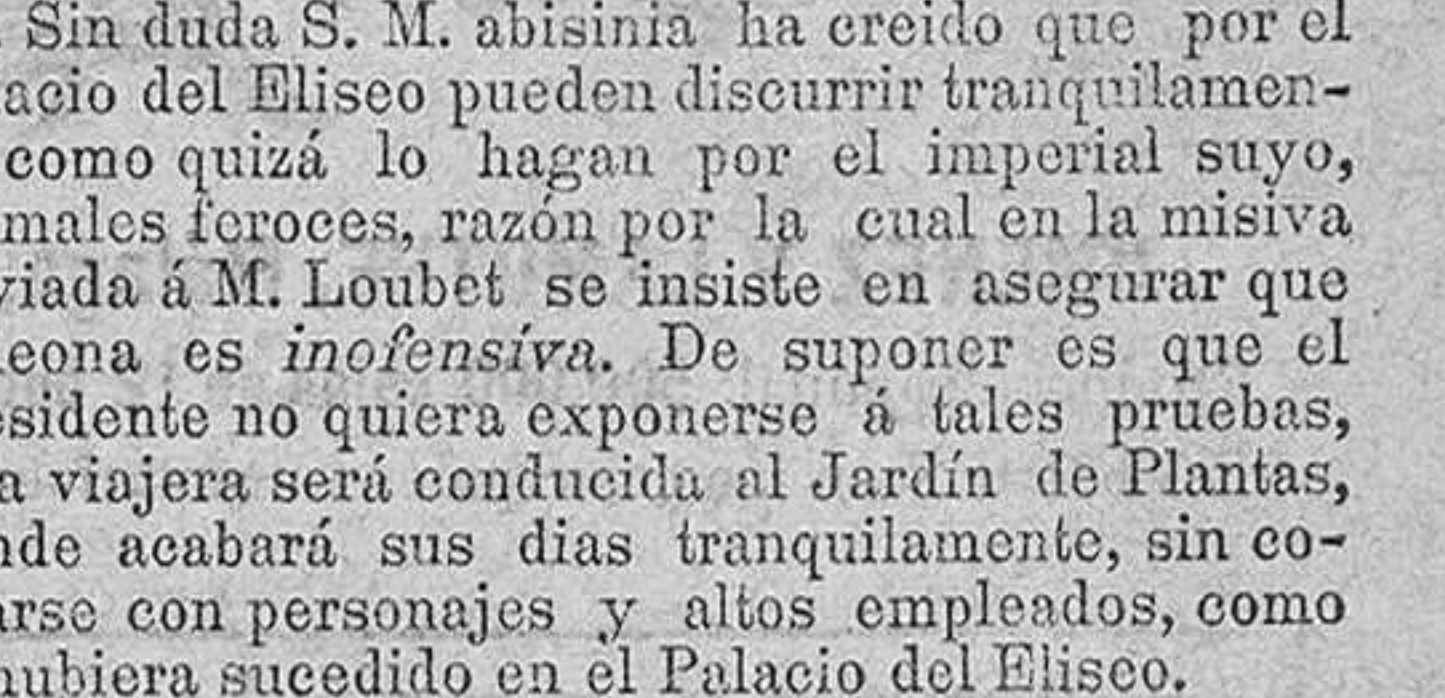 . Sin duda S. M. abisinia ha creido que por el
acio del Eliseo pueden discurrir tranquilamen-
como quizá lo hagan por el imperial suyo,
males feroces, razón por la cual en la misiva
viada á M. Loubet se insiste en asegurar que
eona es inofensíva. De suponer es que el
esidente no quiera exponerse á tales pruebas,
a viajera será conducida al Jardín de Plantas,
nde acabará sus dias tranquilamente, sin co-
arse con personajes y altos empleados, como
hubiera sucedido en el Palacio del Eliseo.